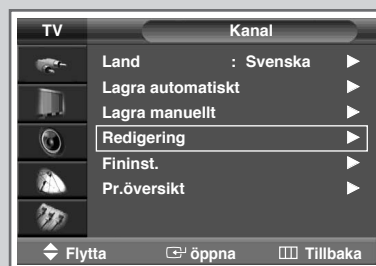 TV Kanal
Land : Svenska
Lagra automatiskt
Lagra manuellt
Redigering
Fininst.
Pr.översikt
Flytta öppna Tillbaka